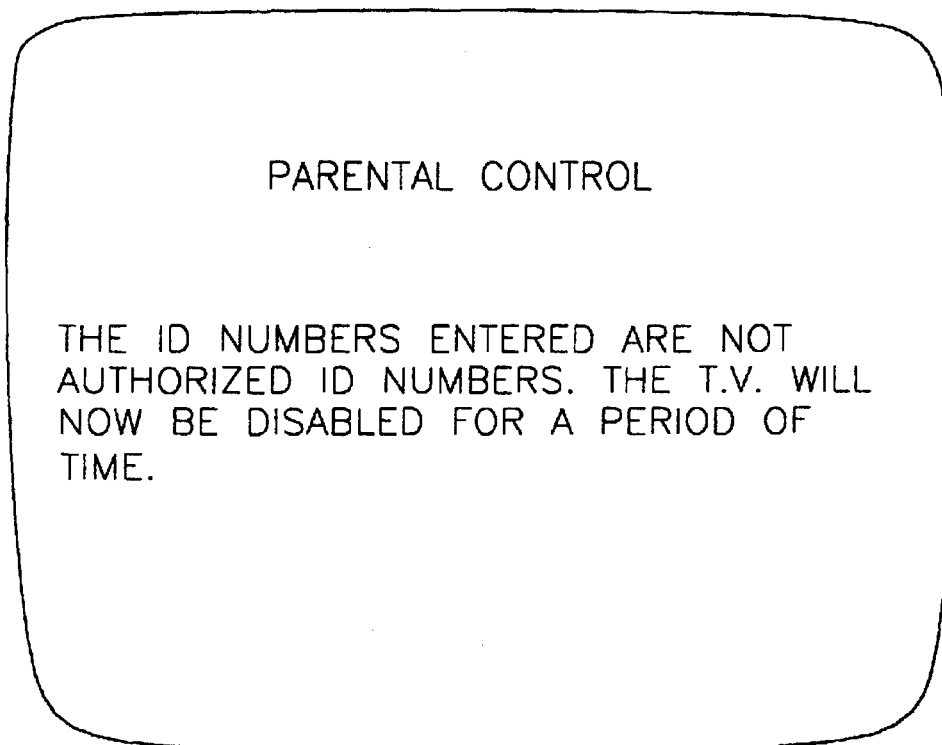 PARENTAL CONTROL
THE ID NUMBERS ENTERED ARE NOT
AUTHORIZED ID NUMBERS. THE T.V. WILL
NOW BE DISABLED FOR A PERIOD OF
TIME.